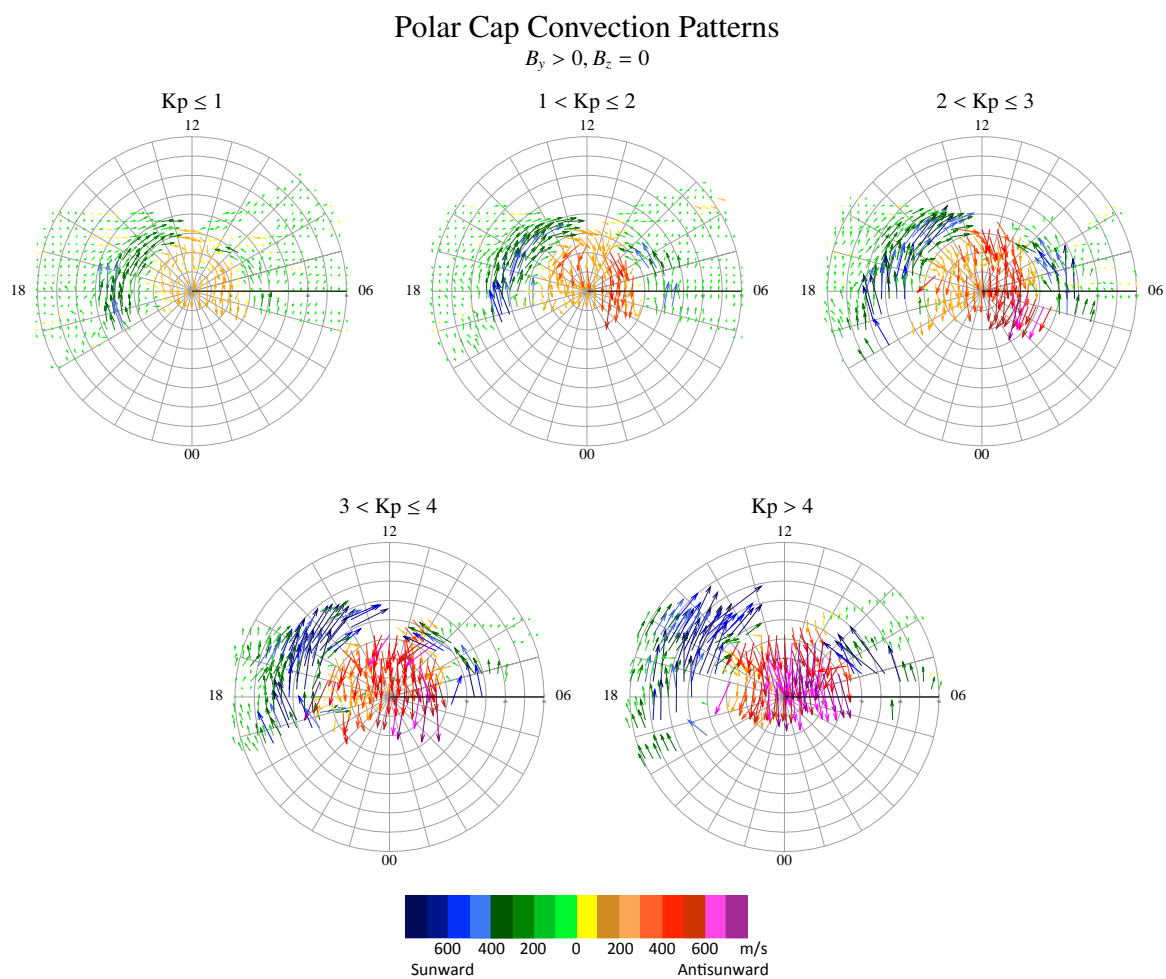 Polar Cap Convection Patterns
B_y > 0, B_z = 0
Kp ≤ 1
1 < Kp ≤ 2
2 < Kp ≤ 3
12
12
12
18
06
18
06
18
06
00
00
00
3 < Kp ≤ 4
Kp > 4
12
12
18
06
18
06
00
00
600 400 200 0 200 400 600 m/s
Sunward
Antisunward